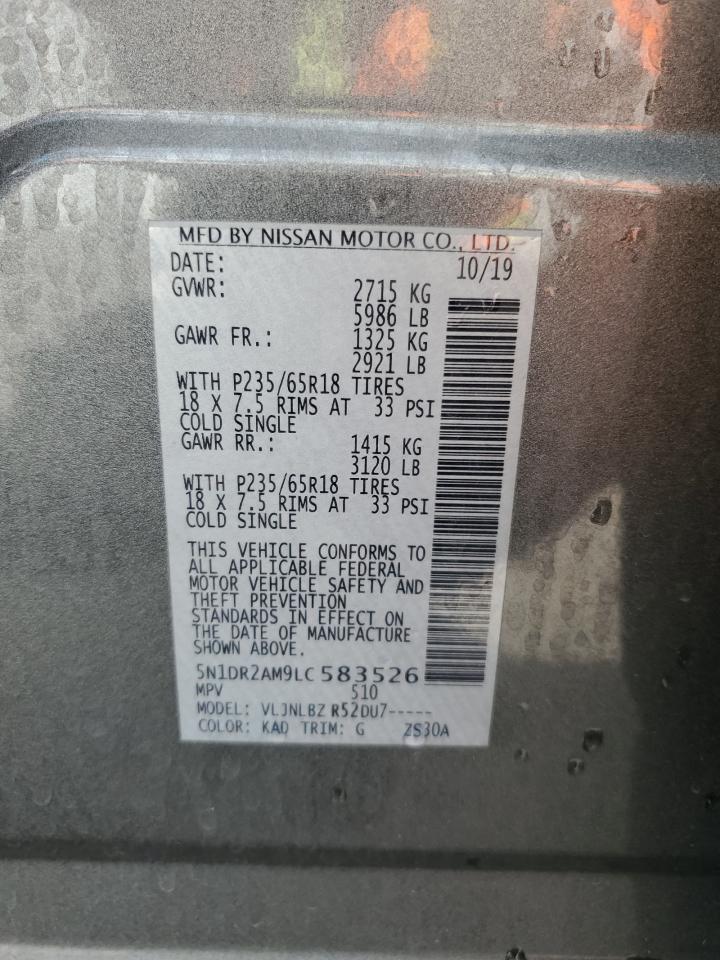 MFD BY NISSAN MOTOR CO., LTD.
DATE: 10/19
GVWR: 2715 KG
5986 LB
GAWR FR.: 1325 KG
2921 LB
WITH P235/65R18 TIRES
18 X 7.5 RIMS AT 33 PSI
COLD SINGLE
GAWR RR.: 1415 KG
3120 LB
WITH P235/65R18 TIRES
18 X 7.5 RIMS AT 33 PSI
COLD SINGLE
THIS VEHICLE CONFORMS TO
ALL APPLICABLE FEDERAL
MOTOR VEHICLE SAFETY AND
THEFT PREVENTION
STANDARDS IN EFFECT ON
THE DATE OF MANUFACTURE
SHOWN ABOVE.
5N1DR2AM9LC583526
MPV 510
MODEL: VLJNLBZ R52DU7-----
COLOR: KAD TRIM: G ZS30A